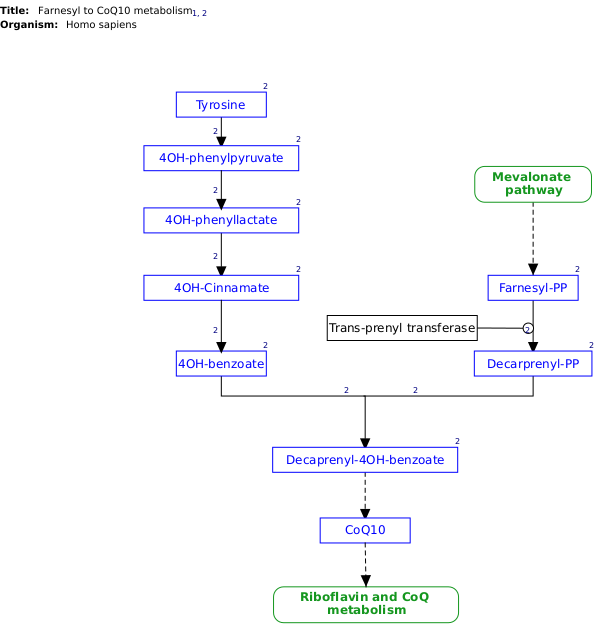 Title: Farnesyl to CoQ10 metabolism1, 2
Organism: Homo sapiens
2
Tyrosine
2
2
4OH-phenylpyruvate
Mevalonate
pathway
2
2
4OH-phenyllactate
2
2
2
4OH-Cinnamate
Farnesyl-PP
2
Trans-prenyl transferase
2
2
2
4OH-benzoate
Decarprenyl-PP
2
2
2
Decaprenyl-4OH-benzoate
CoQ10
Riboflavin and CoQ
metabolism